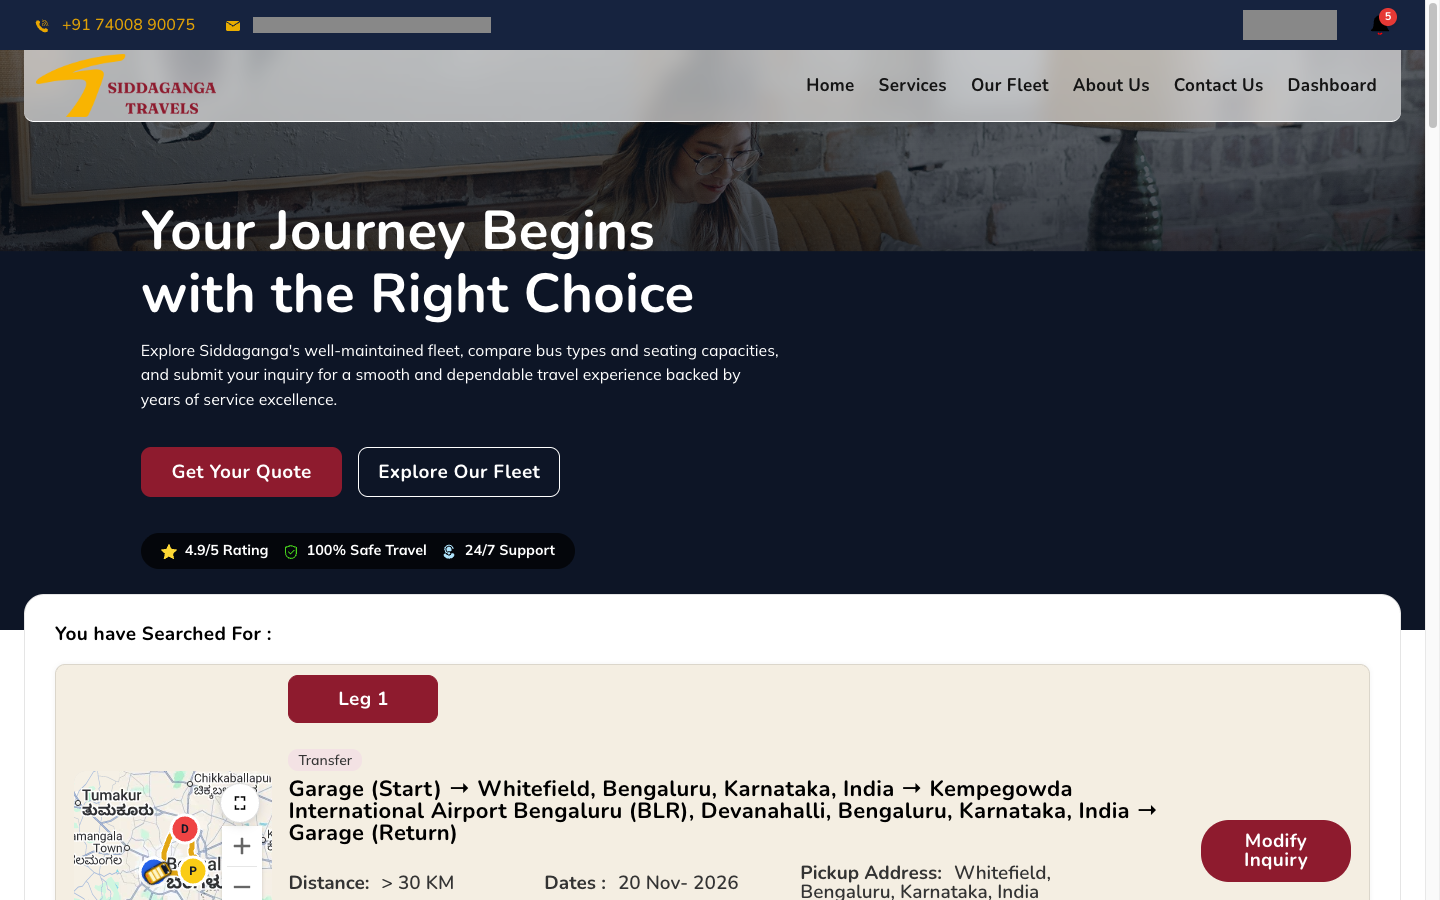 +91 74008 90075
5
SIDDAGANGA
TRAVELS
Home Services Our Fleet About Us Contact Us Dashboard
Your Journey Begins
with the Right Choice
Explore Siddaganga's well-maintained fleet, compare bus types and seating capacities,
and submit your inquiry for a smooth and dependable travel experience backed by
years of service excellence.
Get Your Quote Explore Our Fleet
4.9/5 Rating 100% Safe Travel 24/7 Support
You have Searched For :
Leg 1
Transfer
Garage (Start) → Whitefield, Bengaluru, Karnataka, India → Kempegowda
International Airport Bengaluru (BLR), Devanahalli, Bengaluru, Karnataka, India →
Garage (Return)
Distance: > 30 KM
Dates : 20 Nov- 2026
Pickup Address: Whitefield,
Bengaluru, Karnataka, India
Modify
Inquiry
Chikkaballapu
Tumakur
ತುಮಕೂರು
amangala
Town
D
P